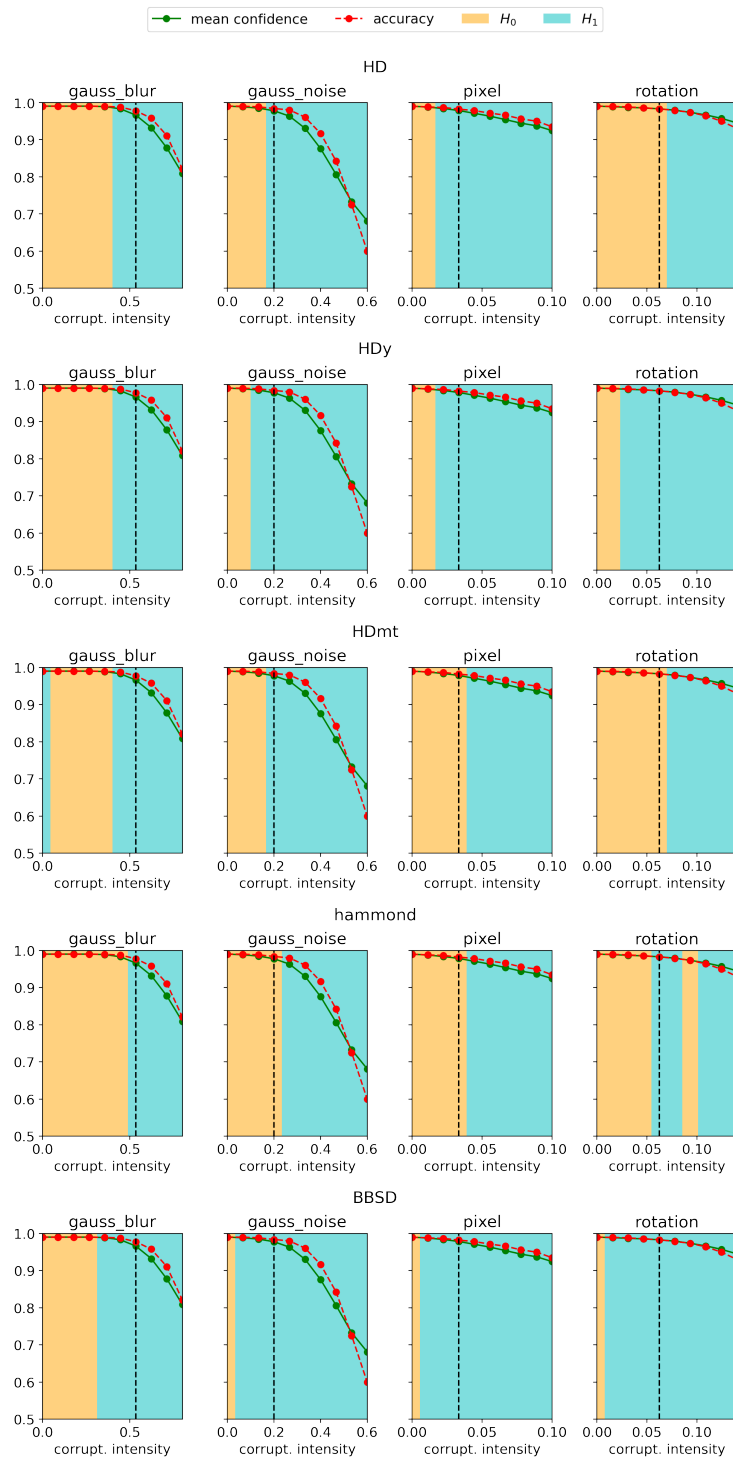 mean confidence accuracy H₀ H₁
HD
gauss_blur gauss_noise pixel rotation
1.0
0.9
0.8
0.7
0.6
0.5
0.0 0.5 0.0 0.2 0.4 0.6 0.00 0.05 0.10 0.00 0.05 0.10
corrupt. intensity corrupt. intensity corrupt. intensity corrupt. intensity
HDy
gauss_blur gauss_noise pixel rotation
1.0
0.9
0.8
0.7
0.6
0.5
0.0 0.5 0.0 0.2 0.4 0.6 0.00 0.05 0.10 0.00 0.05 0.10
corrupt. intensity corrupt. intensity corrupt. intensity corrupt. intensity
HDmt
gauss_blur gauss_noise pixel rotation
1.0
0.9
0.8
0.7
0.6
0.5
0.0 0.5 0.0 0.2 0.4 0.6 0.00 0.05 0.10 0.00 0.05 0.10
corrupt. intensity corrupt. intensity corrupt. intensity corrupt. intensity
hammond
gauss_blur gauss_noise pixel rotation
1.0
0.9
0.8
0.7
0.6
0.5
0.0 0.5 0.0 0.2 0.4 0.6 0.00 0.05 0.10 0.00 0.05 0.10
corrupt. intensity corrupt. intensity corrupt. intensity corrupt. intensity
BBSD
gauss_blur gauss_noise pixel rotation
1.0
0.9
0.8
0.7
0.6
0.5
0.0 0.5 0.0 0.2 0.4 0.6 0.00 0.05 0.10 0.00 0.05 0.10
corrupt. intensity corrupt. intensity corrupt. intensity corrupt. intensity